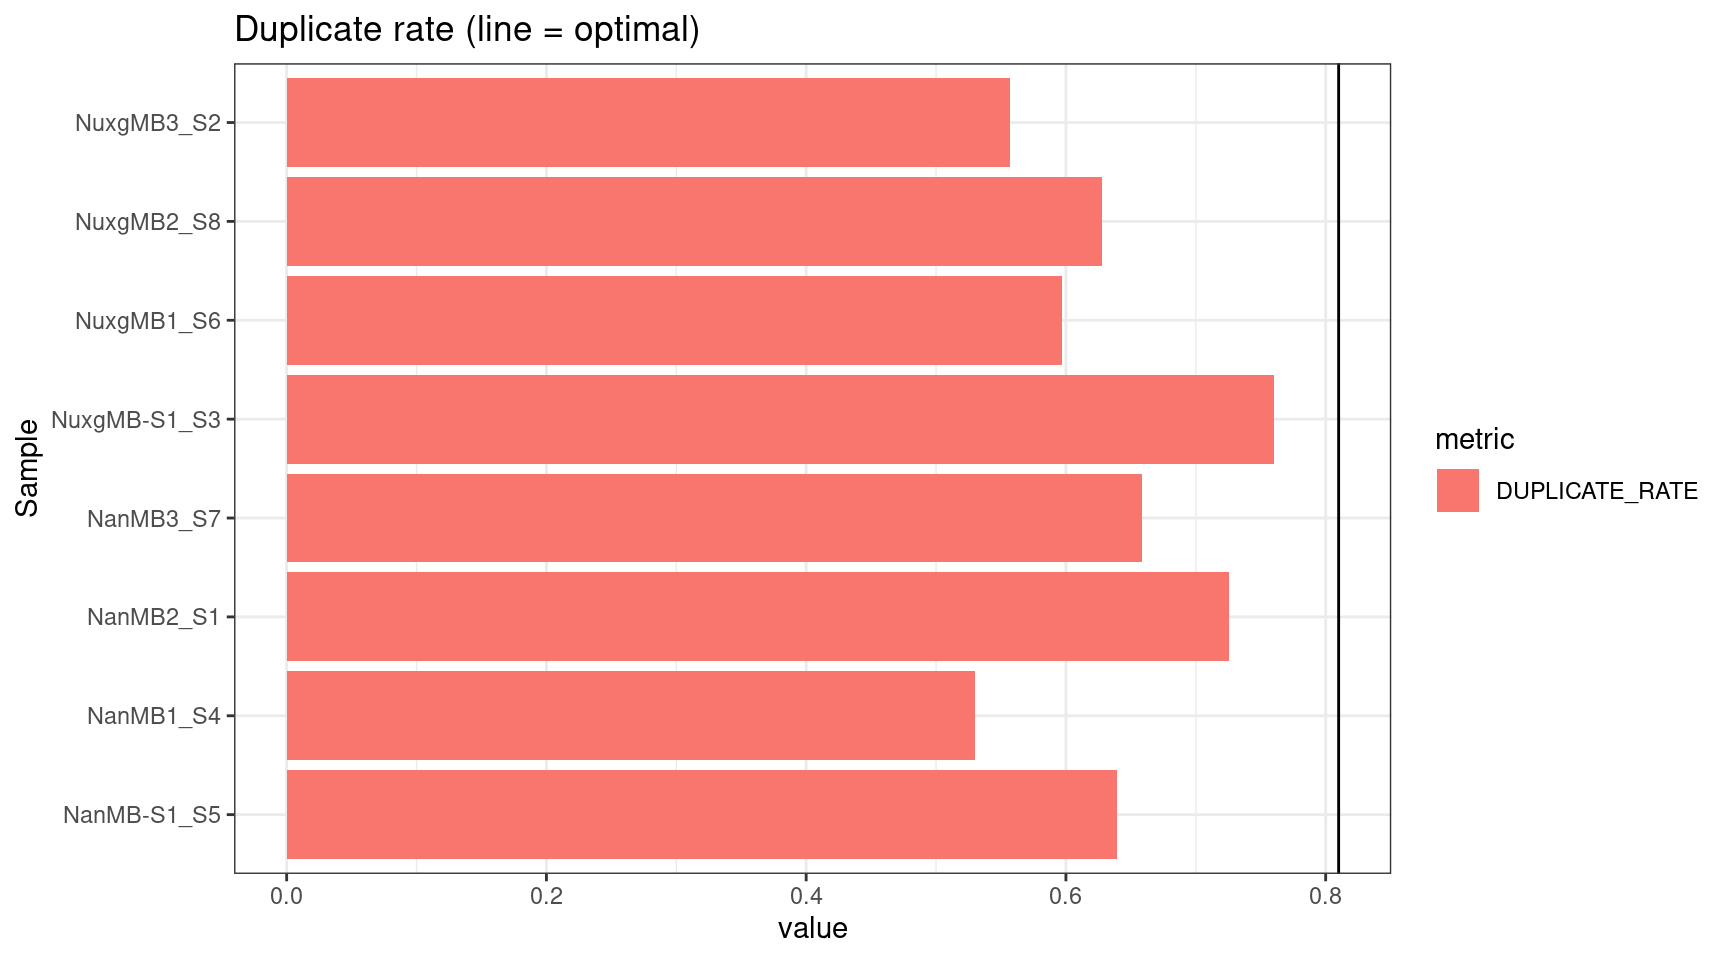 Duplicate rate (line = optimal)
NuxgMB3_S2
NuxgMB2_S8
NuxgMB1_S6
NuxgMB-S1_S3
NanMB3_S7
NanMB2_S1
NanMB1_S4
NanMB-S1_S5
Sample
0.0 0.2 0.4 0.6 0.8
value
metric
DUPLICATE_RATE